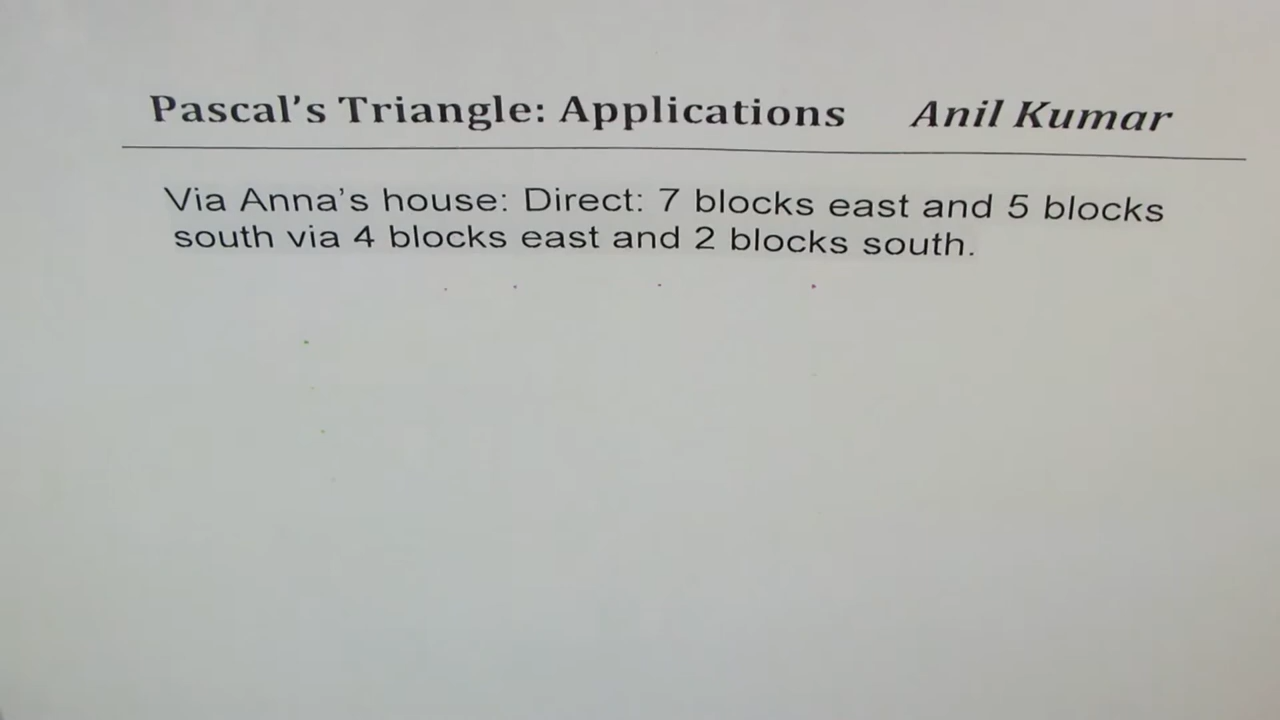 Pascal's Triangle: Applications Anil Kumar
Via Anna's house: Direct: 7 blocks east and 5 blocks
south via 4 blocks east and 2 blocks south.